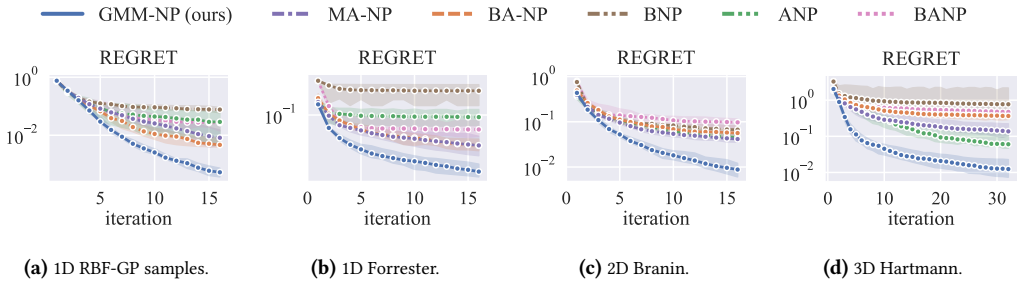 GMM-NP (ours) MA-NP BA-NP BNP ANP BANP
REGRET REGRET REGRET REGRET
10^0 10^-2 5 10 15
iteration
10^-1 0 5 10 15
iteration
10^0 10^-1 10^-2 0 5 10 15
iteration
10^0 10^-1 10^-2 0 10 20 30
iteration
(a) 1D RBF-GP samples. (b) 1D Forrester. (c) 2D Branin. (d) 3D Hartmann.